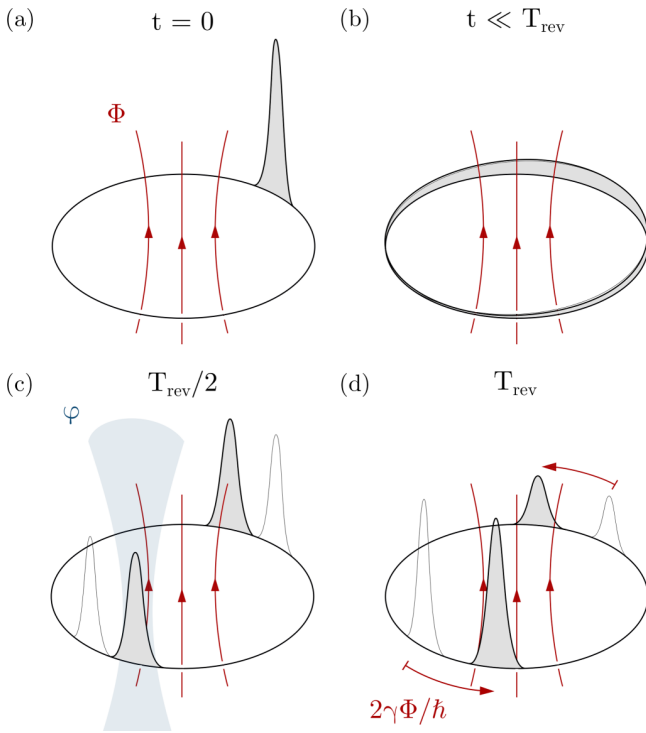 (a) t = 0
Φ
(b) t ≪ T_rev
(c) T_rev/2
φ
(d) T_rev
2γΦ/ℏ